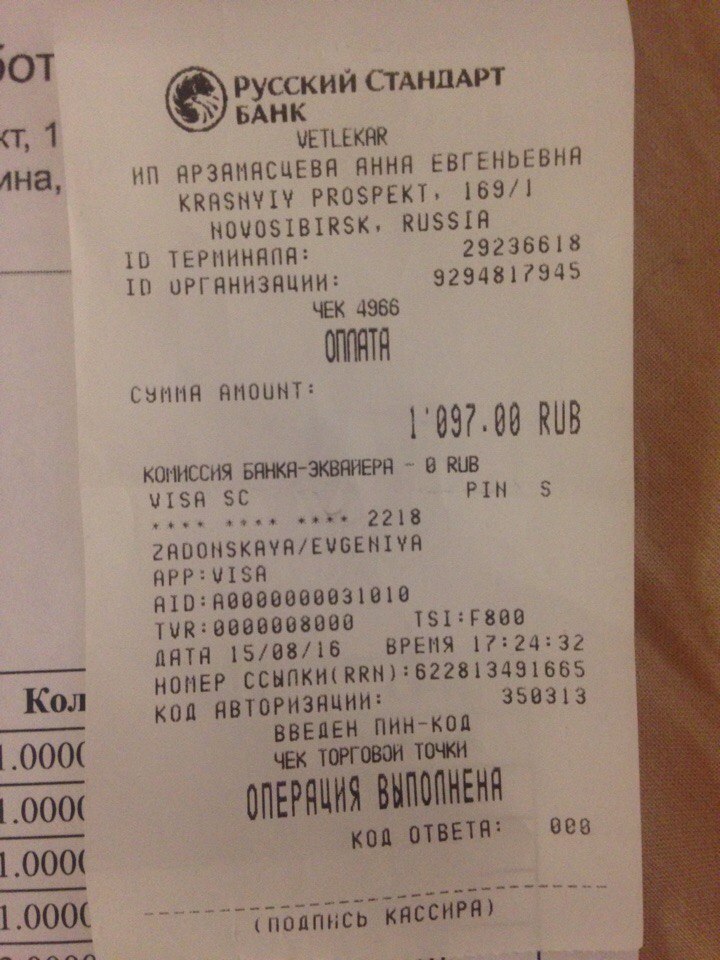 РУССКИЙ СТАНДАРТ
БАНК
VETLEKAR
ИП АРЗАМАСЦЕВА АННА ЕВГЕНЬЕВНА
KRASNYIY PROSPEKT, 169/1
NOVOSIBIRSK, RUSSIA
ID ТЕРМИНАЛА: 29236618
ID ОРГАНИЗАЦИИ: 9294817945
ЧЕК 4966
ОПЛАТА
СУММА AMOUNT:
1'097.00 RUB
КОМИССИЯ БАНКА-ЭКВАЙЕРА - 0 RUB
VISA SC PIN S
**** **** **** 2218
ZADONSKAYA/EVGENIYA
APP:VISA
AID:A0000000031010
TVR:0000008000 TSI:F800
ДАТА 15/08/16 ВРЕМЯ 17:24:32
НОМЕР ССЫЛКИ(RRN):622813491665
КОД АВТОРИЗАЦИИ: 350313
ВВЕДЕН ПИН-КОД
ЧЕК ТОРГОВОЙ ТОЧКИ
ОПЕРАЦИЯ ВЫПОЛНЕНА
КОД ОТВЕТА: 000
(ПОДПИСЬ КАССИРА)
бот
кт, 1
ина,
Кол
1.0000
1.0000
1.0000
1.0000